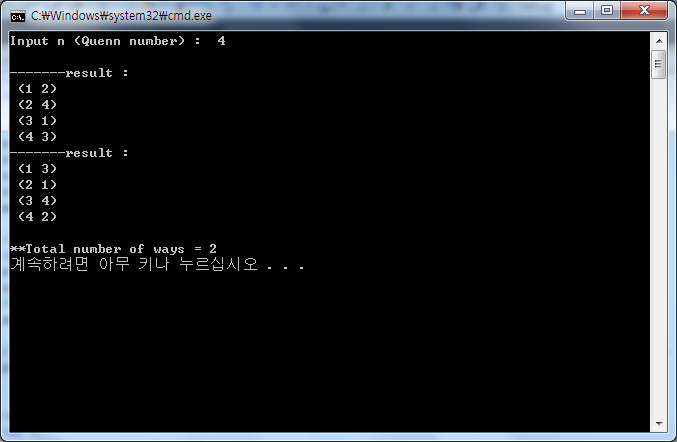 C:\Windows\system32\cmd.exe
Input n (Quenn number) :  4
-------result :
(1 2)
(2 4)
(3 1)
(4 3)
-------result :
(1 3)
(2 1)
(3 4)
(4 2)
**Total number of ways = 2
계속하려면 아무 키나 누르십시오 . . .